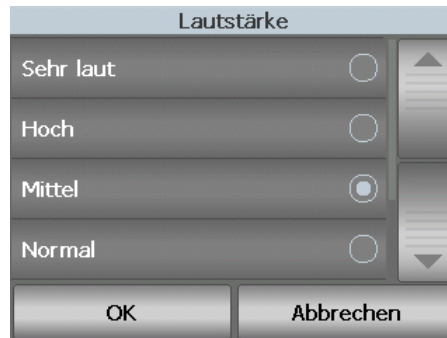 Lautstärke
Sehr laut
Hoch
Mittel
Normal
OK
Abbrechen